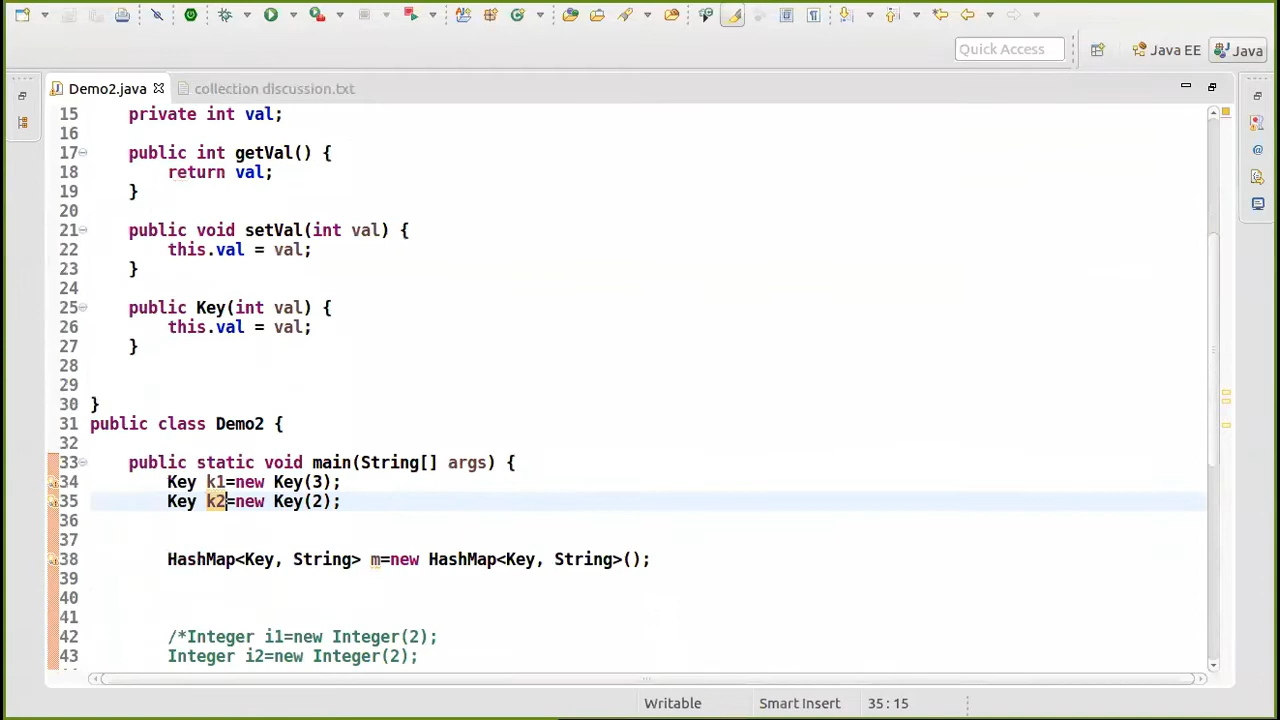 Quick Access
Java EE
Java
Demo2.java
collection discussion.txt
15 private int val;
16
17 public int getVal() {
18 return val;
19 }
20
21 public void setVal(int val) {
22 this.val = val;
23 }
24
25 public Key(int val) {
26 this.val = val;
27 }
28
29
30 }
31 public class Demo2 {
32
33 public static void main(String[] args) {
34 Key k1=new Key(3);
35 Key k2=new Key(2);
36
37
38 HashMap<Key, String> m=new HashMap<Key, String>();
39
40
41
42 /*Integer i1=new Integer(2);
43 Integer i2=new Integer(2);
Writable
Smart Insert
35 : 15